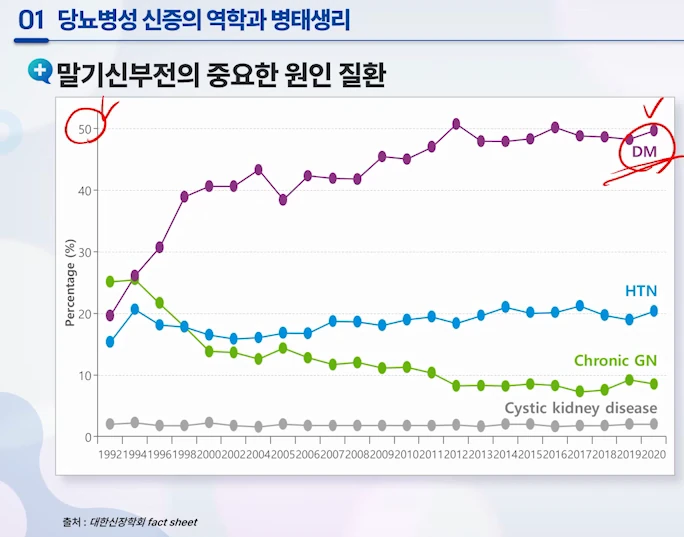 01 당뇨병성 신증의 역학과 병태생리
말기신부전의 중요한 원인 질환
50
DM
40
30
HTN
20
Chronic GN
10
Cystic kidney disease
0
Percentage (%)
1992 1994 1996 1998 2000 2002 2004 2005 2006 2007 2008 2009 2010 2011 2012 2013 2014 2015 2016 2017 2018 2019 2020
출처 : 대한신장학회 fact sheet